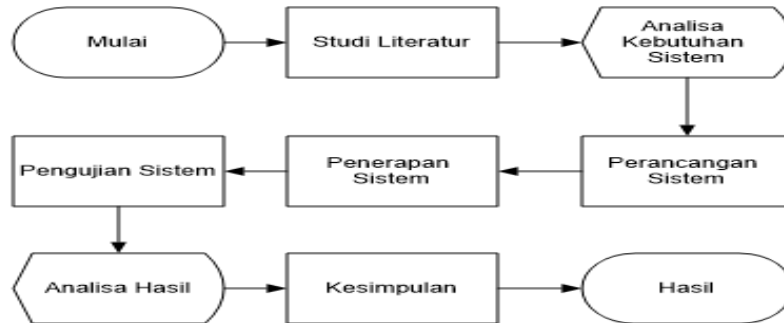 Mulai
Studi Literatur
Analisa
Kebutuhan
Sistem
Perancangan
Sistem
Penerapan
Sistem
Pengujian Sistem
Analisa Hasil
Kesimpulan
Hasil